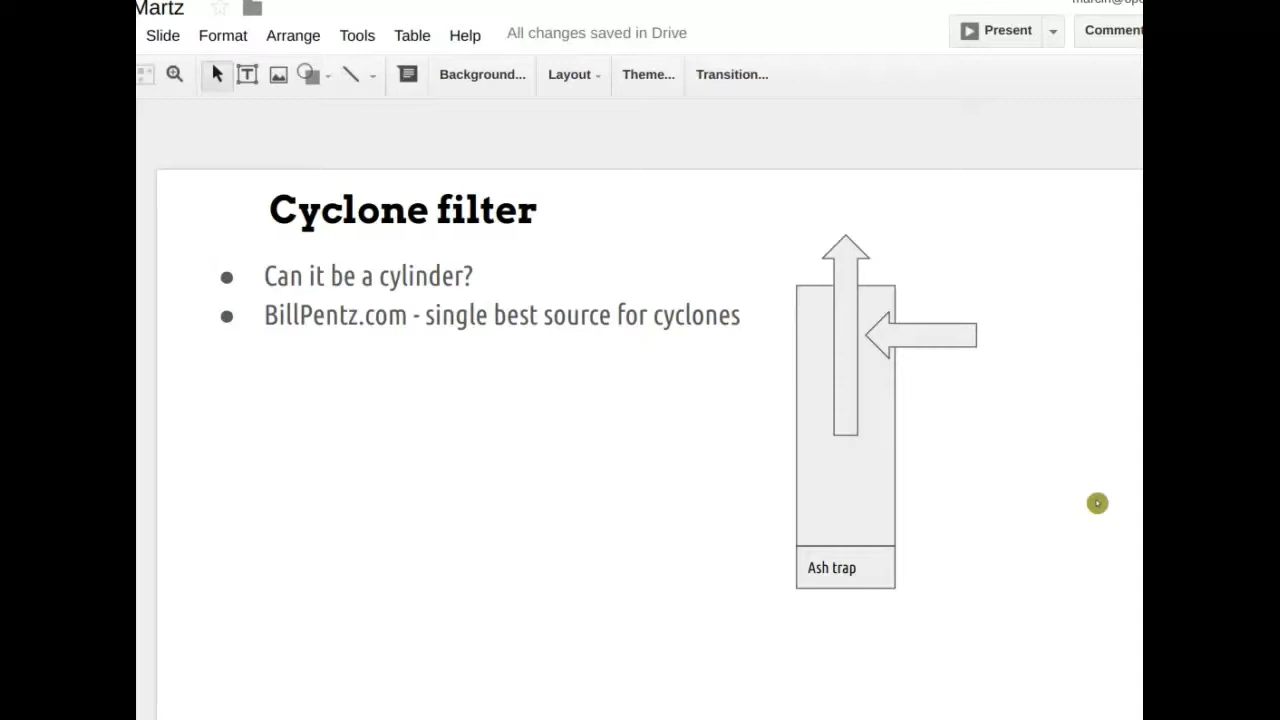 Martz
Slide Format Arrange Tools Table Help All changes saved in Drive
Present
Background... Layout Theme... Transition...
Cyclone filter
● Can it be a cylinder?
● BillPentz.com - single best source for cyclones
Ash trap